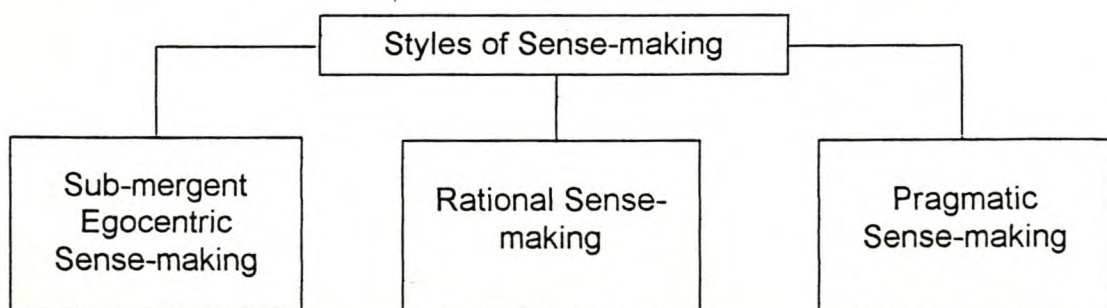 Styles of Sense-making
Sub-mergent
Egocentric
Sense-making
Rational Sense-
making
Pragmatic
Sense-making